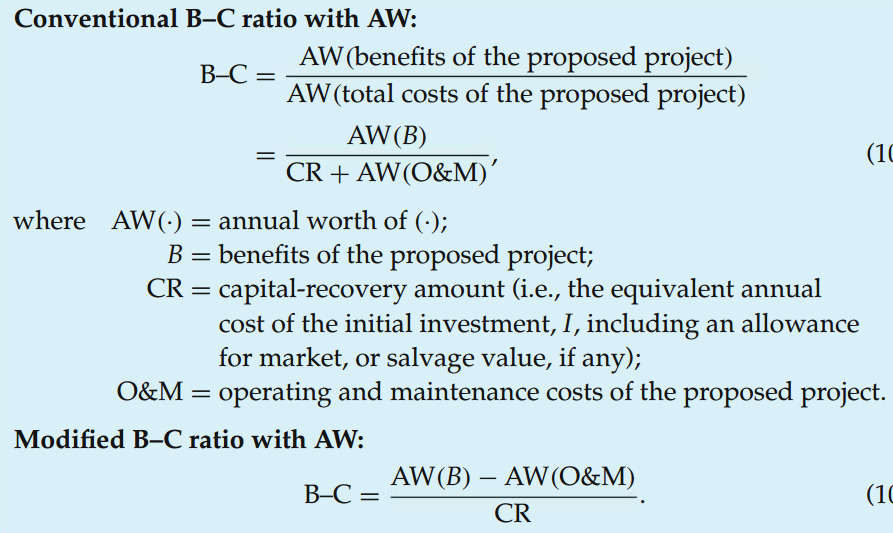 Conventional B–C ratio with AW:
B–C = AW(benefits of the proposed project) / AW(total costs of the proposed project)
= AW(B) / CR + AW(O&M)' (10
where AW(·) = annual worth of (·);
B = benefits of the proposed project;
CR = capital-recovery amount (i.e., the equivalent annual
cost of the initial investment, I, including an allowance
for market, or salvage value, if any);
O&M = operating and maintenance costs of the proposed project.
Modified B–C ratio with AW:
B–C = AW(B) – AW(O&M) / CR . (10